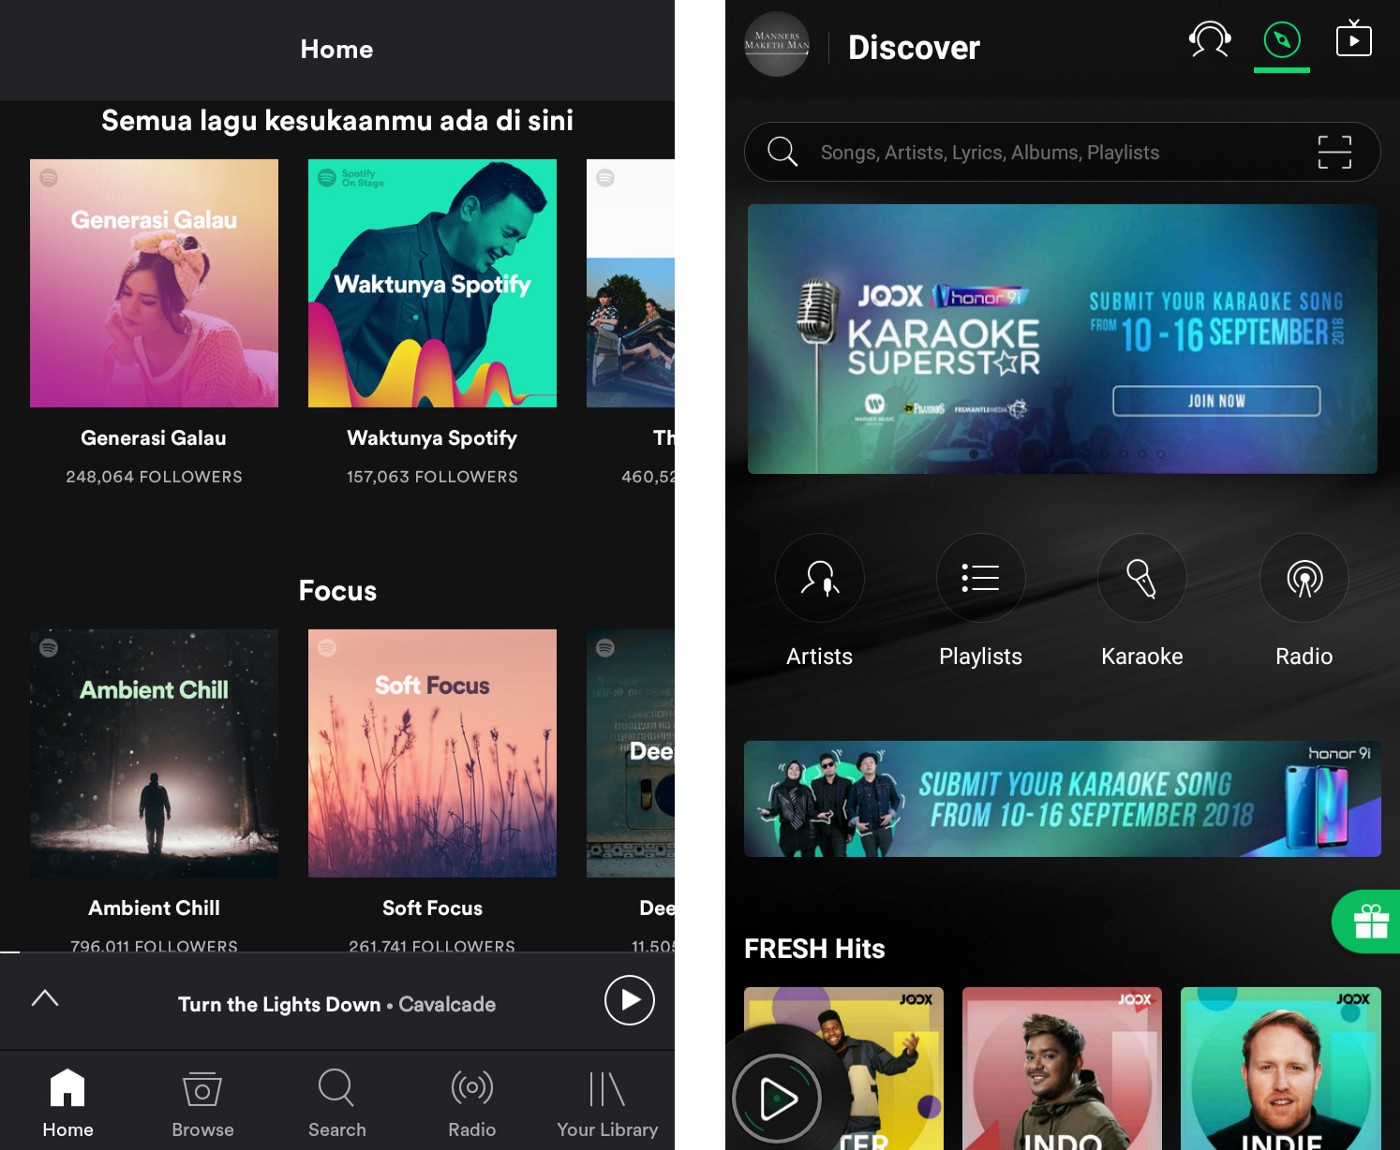 Home
Semua lagu kesukaanmu ada di sini
Generasi Galau
Spotify
On Stage
Waktunya Spotify
Generasi Galau
248,064 FOLLOWERS
Waktunya Spotify
157,063 FOLLOWERS
Th
460,52
Focus
Ambient Chill
Soft Focus
Dee
Ambient Chill
796,011 FOLLOWERS
Soft Focus
261,741 FOLLOWERS
Dee
11,505
Turn the Lights Down • Cavalcade
Home
Browse
Search
Radio
Your Library
MANNERS
MAKETH MAN
Discover
Songs, Artists, Lyrics, Albums, Playlists
JOOX honor 9i
KARAOKE
SUPERSTAR
WARNER MUSIC
FREMANTLEMEDIA
SUBMIT YOUR KARAOKE SONG
FROM 10 - 16 SEPTEMBER 2018
JOIN NOW
Artists
Playlists
Karaoke
Radio
SUBMIT YOUR KARAOKE SONG
FROM 10-16 SEPTEMBER 2018
honor 9i
FRESH Hits
JOOX
TER
JOOX
INDO
JOOX
INDIE